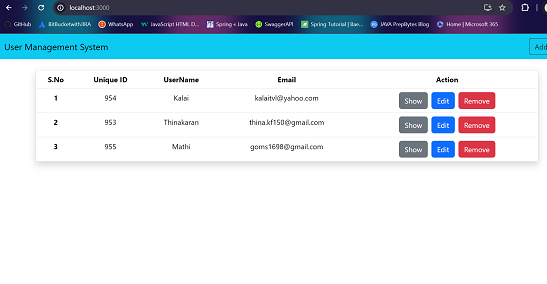 localhost:3000
GitHub BitBucketwithJIRA WhatsApp JavaScript HTML D... Spring « Java SwaggerAPI Spring Tutorial | Bae... JAVA PrepBytes Blog Home | Microsoft 365
User Management System Add
S.No Unique ID UserName Email Action
1 954 Kalai kalaitvl@yahoo.com Show Edit Remove
2 953 Thinakaran thina.kf150@gmail.com Show Edit Remove
3 955 Mathi goms1698@gmail.com Show Edit Remove